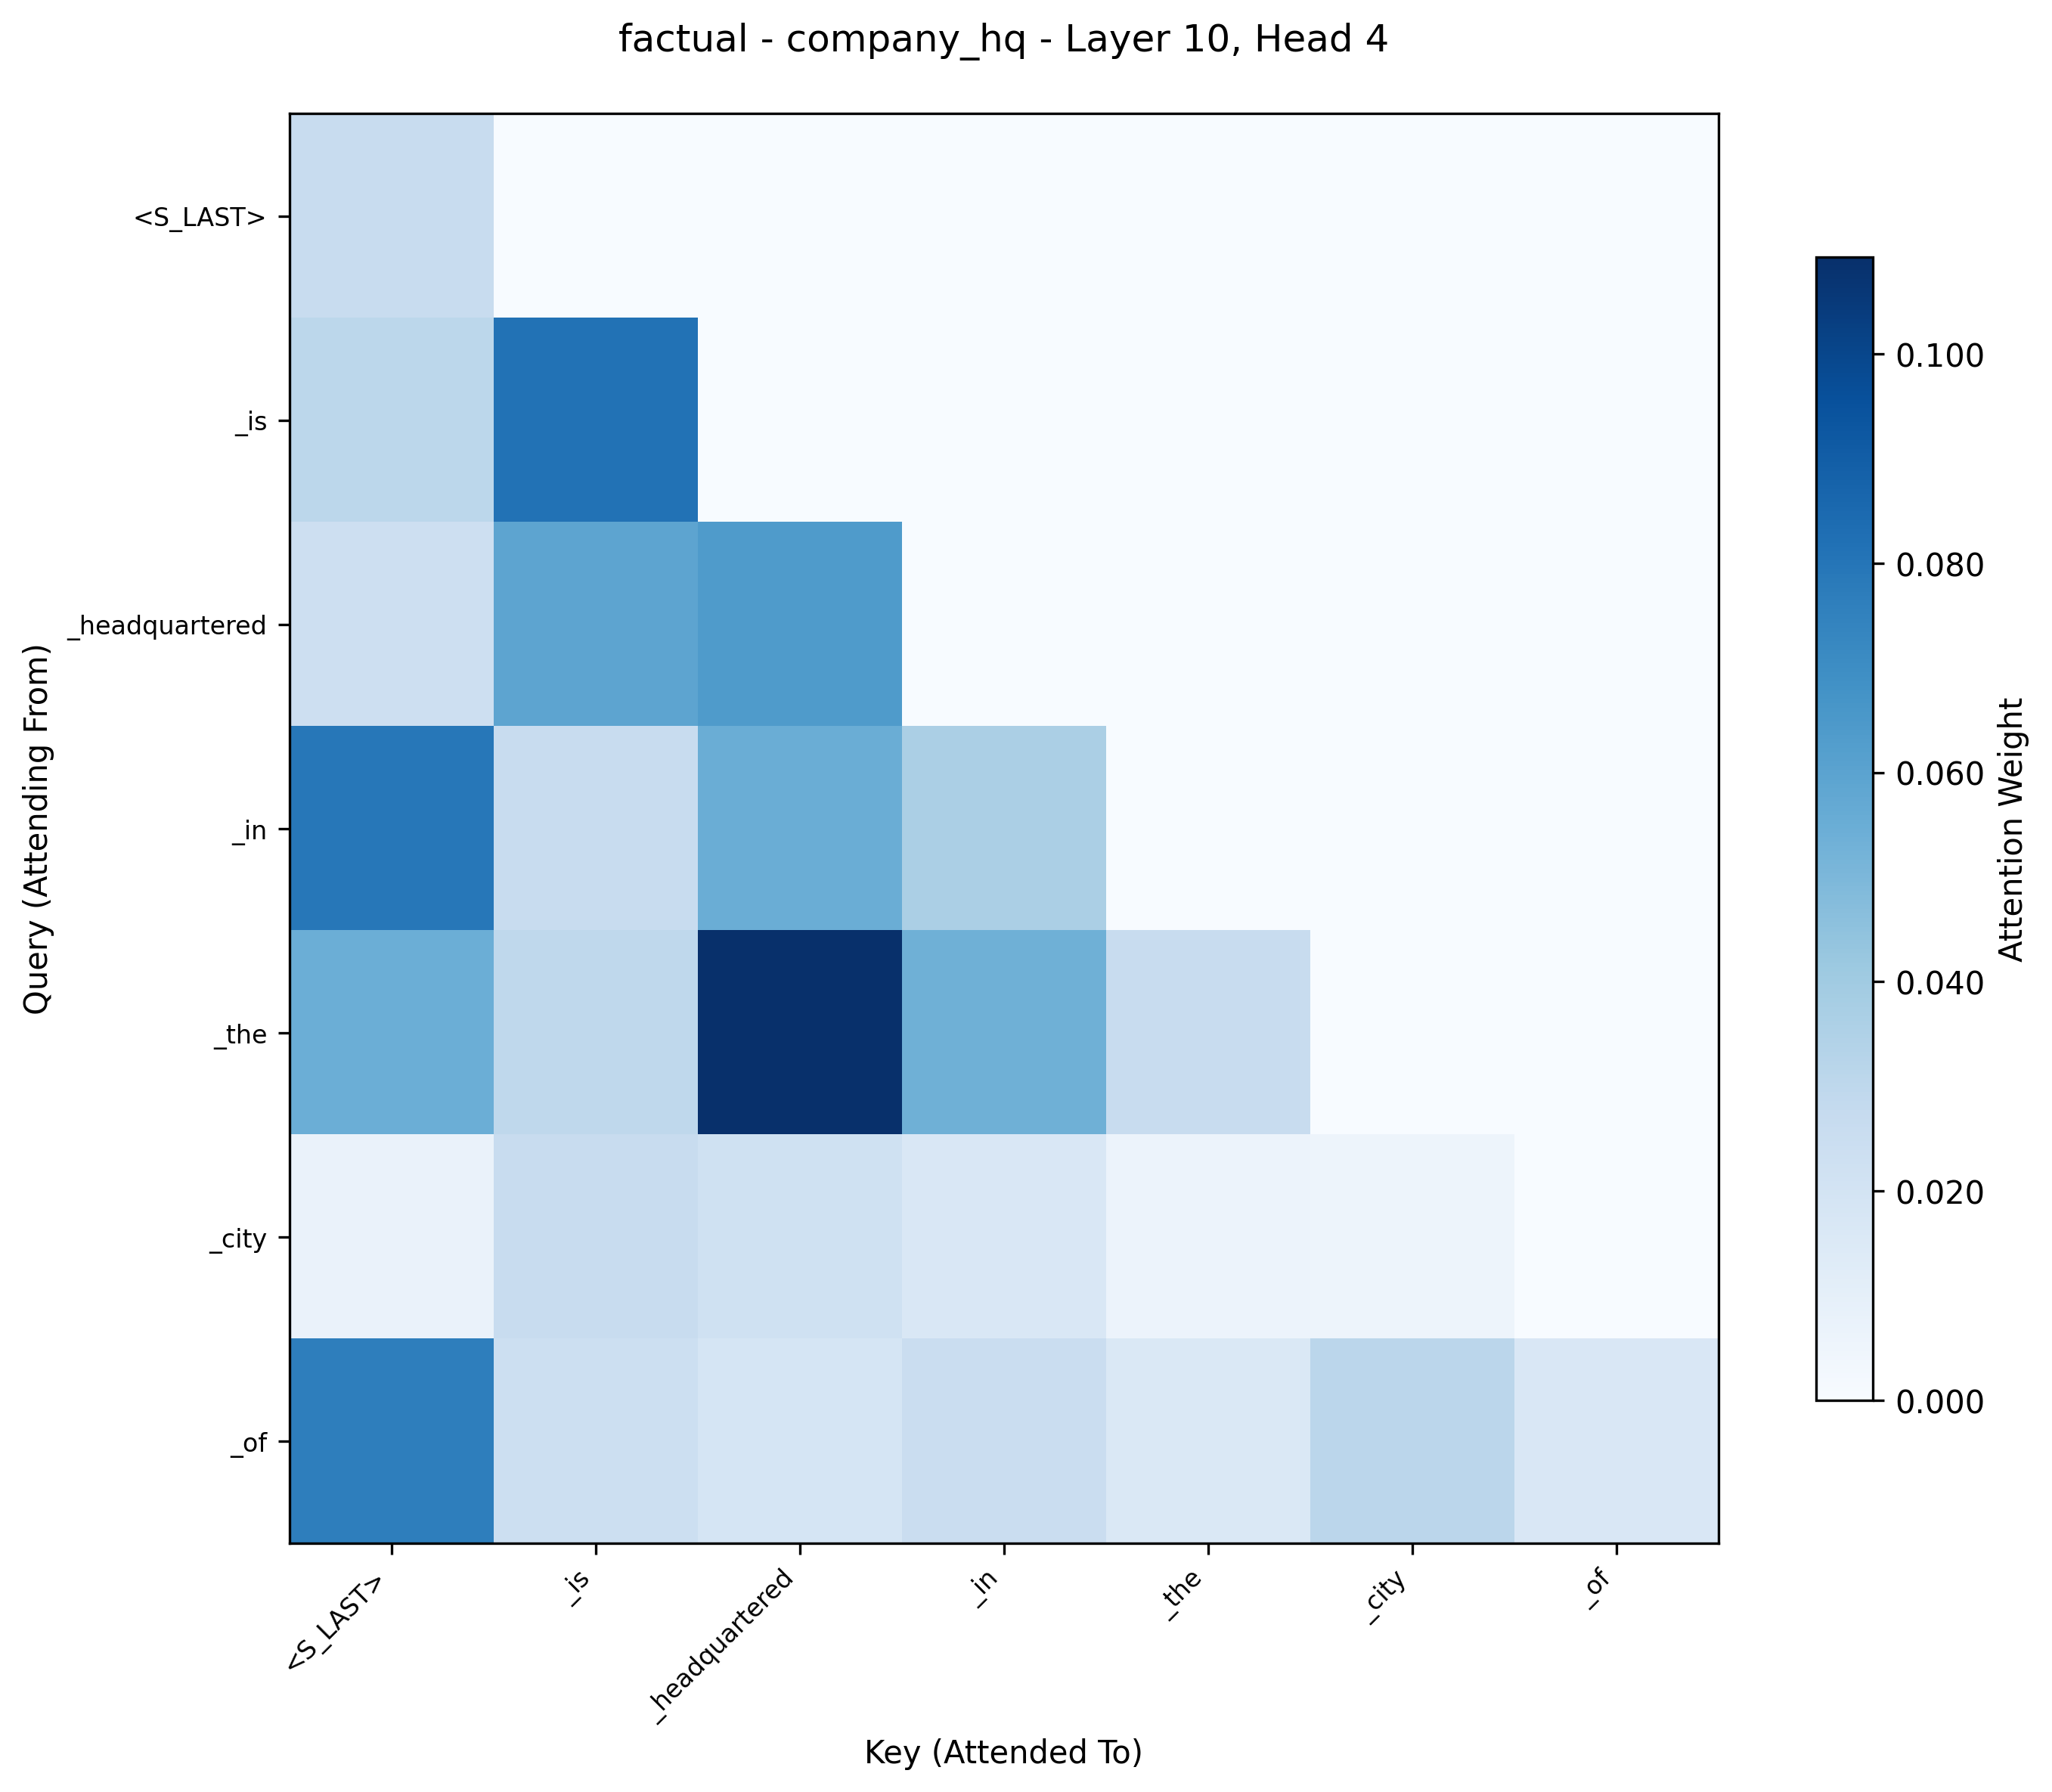 factual - company_hq - Layer 10, Head 4
Query (Attending From)
<S_LAST>
_is
_headquartered
_in
_the
_city
_of
<S_LAST>
_is
_headquartered
_in
_the
_city
_of
Key (Attended To)
0.100
0.080
0.060
0.040
0.020
0.000
Attention Weight